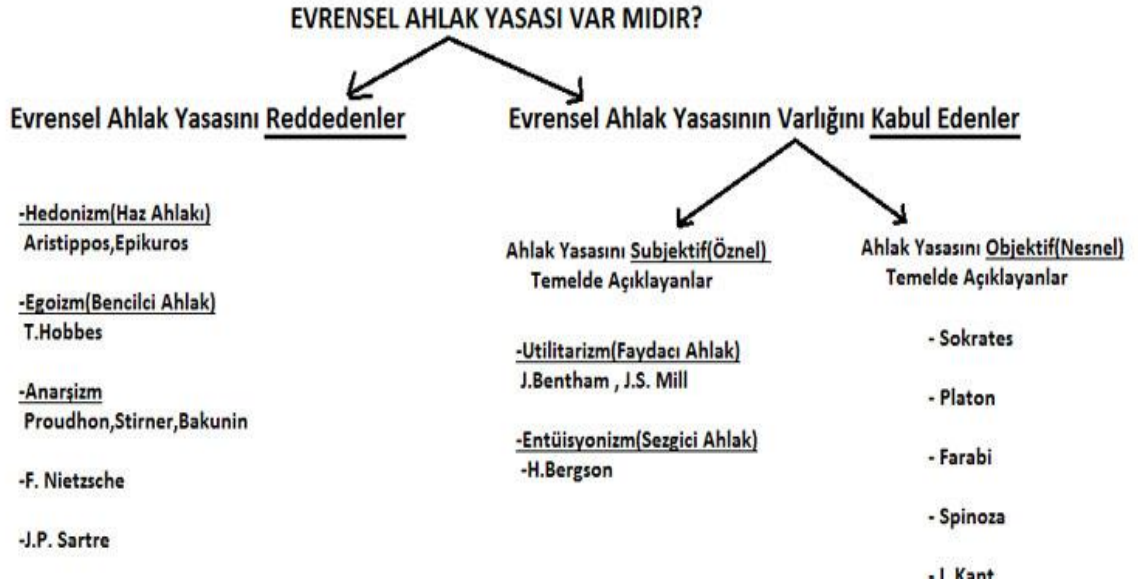 EVRENSEL AHLAK YASASI VAR MIDIR?
Evrensel Ahlak Yasasını Reddedenler
-Hedonizm(Haz Ahlakı)
Aristippos,Epikuros
-Egoizm(Bencilci Ahlak)
T.Hobbes
-Anarşizm
Proudhon,Stirner,Bakunin
-F. Nietzsche
-J.P. Sartre
Evrensel Ahlak Yasasının Varlığını Kabul Edenler
Ahlak Yasasını Subjektif(Öznel)
Temelde Açıklayanlar
-Utilitarizm(Faydacı Ahlak)
J.Bentham , J.S. Mill
-Entüisyonizm(Sezgici Ahlak)
-H.Bergson
Ahlak Yasasını Objektif(Nesnel)
Temelde Açıklayanlar
- Sokrates
- Platon
- Farabi
- Spinoza
- I. Kant